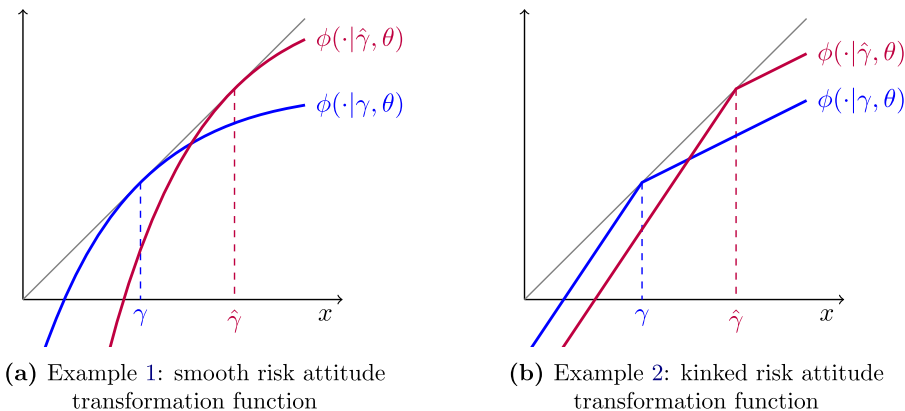 ϕ(·|γ̂, θ)
ϕ(·|γ, θ)
γ
γ̂
x
(a) Example 1: smooth risk attitude
transformation function
ϕ(·|γ̂, θ)
ϕ(·|γ, θ)
γ
γ̂
x
(b) Example 2: kinked risk attitude
transformation function